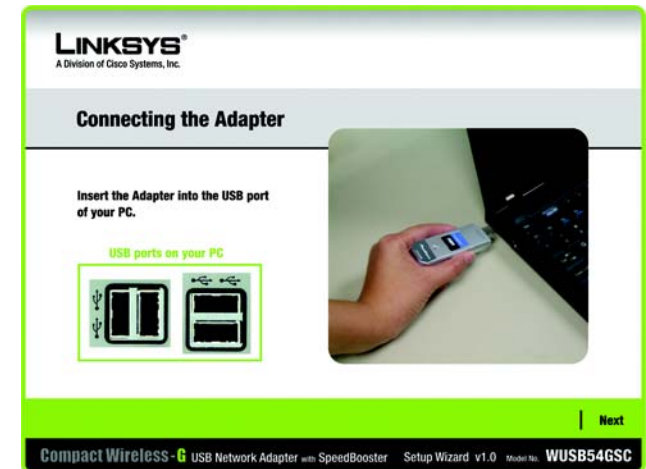 LINKSYS®
A Division of Cisco Systems, Inc.
Connecting the Adapter
Insert the Adapter into the USB port
of your PC.
USB ports on your PC
Next
Compact Wireless-G USB Network Adapter with SpeedBooster Setup Wizard v1.0 Model No. WUSB54GSC